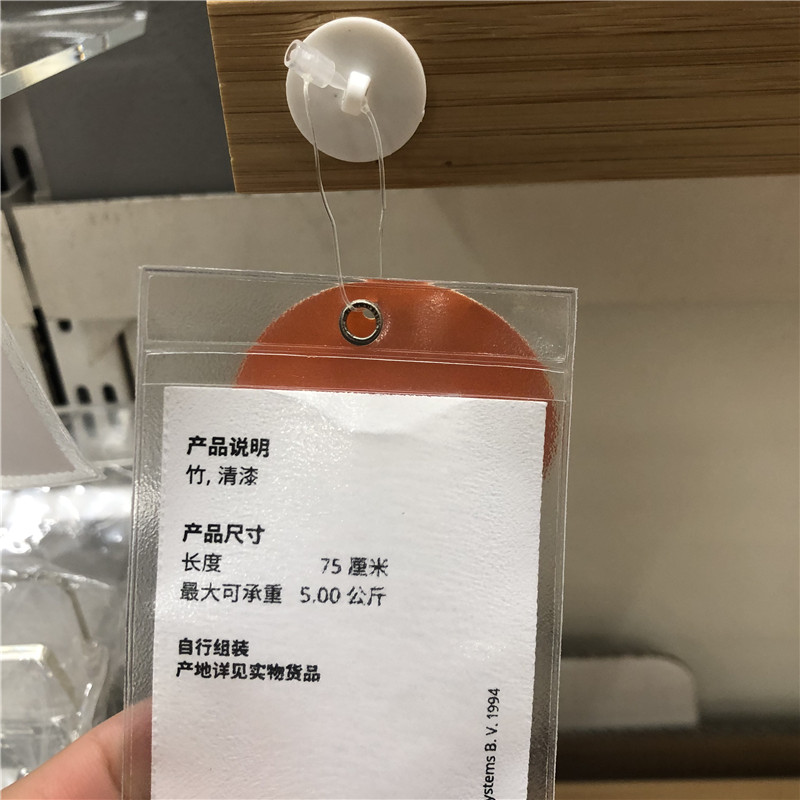 产品说明
竹, 清漆
产品尺寸
长度 75 厘米
最大可承重 5.00 公斤
自行组装
产地详见实物货品
ystems B. V. 1994